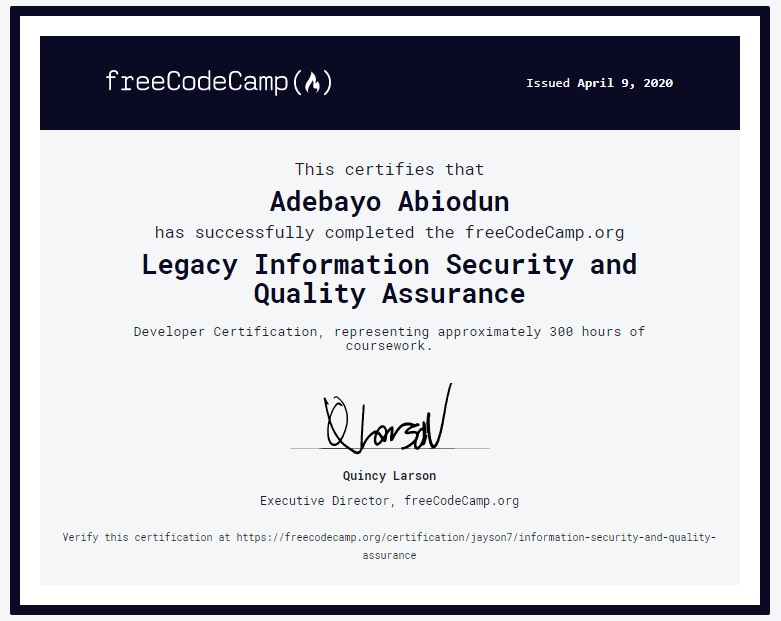 freeCodeCamp
Issued April 9, 2020
This certifies that
Adebayo Abiodun
has successfully completed the freeCodeCamp.org
Legacy Information Security and
Quality Assurance
Developer Certification, representing approximately 300 hours of
coursework.
Q Larson
Quincy Larson
Executive Director, freeCodeCamp.org
Verify this certification at https://freecodecamp.org/certification/jayson7/information-security-and-quality-
assurance